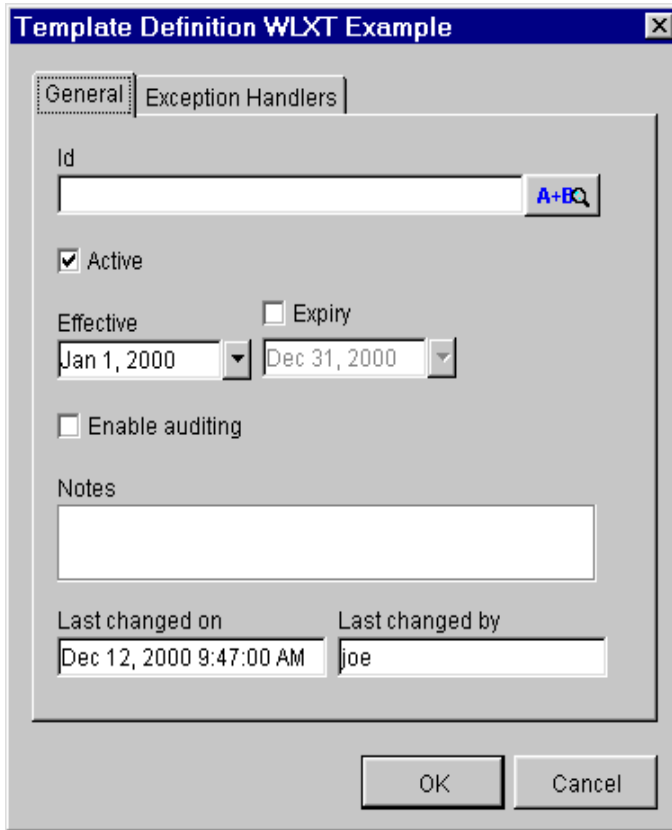 Template Definition WLXT Example
General Exception Handlers
Id
A+B
Active
Effective Expiry
Jan 1, 2000 Dec 31, 2000
Enable auditing
Notes
Last changed on Last changed by
Dec 12, 2000 9:47:00 AM joe
OK Cancel